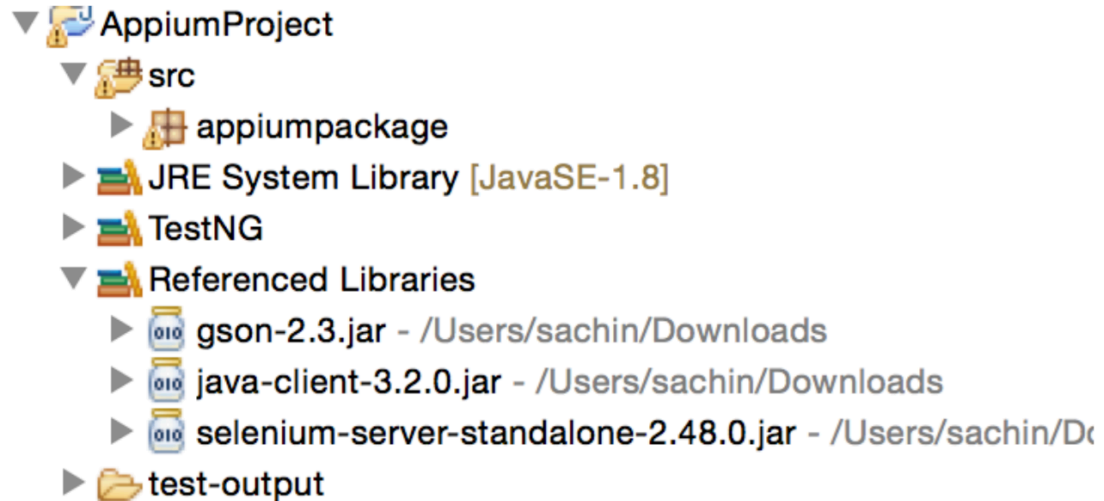 AppiumProject
src
appiumpackage
JRE System Library [JavaSE-1.8]
TestNG
Referenced Libraries
gson-2.3.jar - /Users/sachin/Downloads
java-client-3.2.0.jar - /Users/sachin/Downloads
selenium-server-standalone-2.48.0.jar - /Users/sachin/Do
test-output